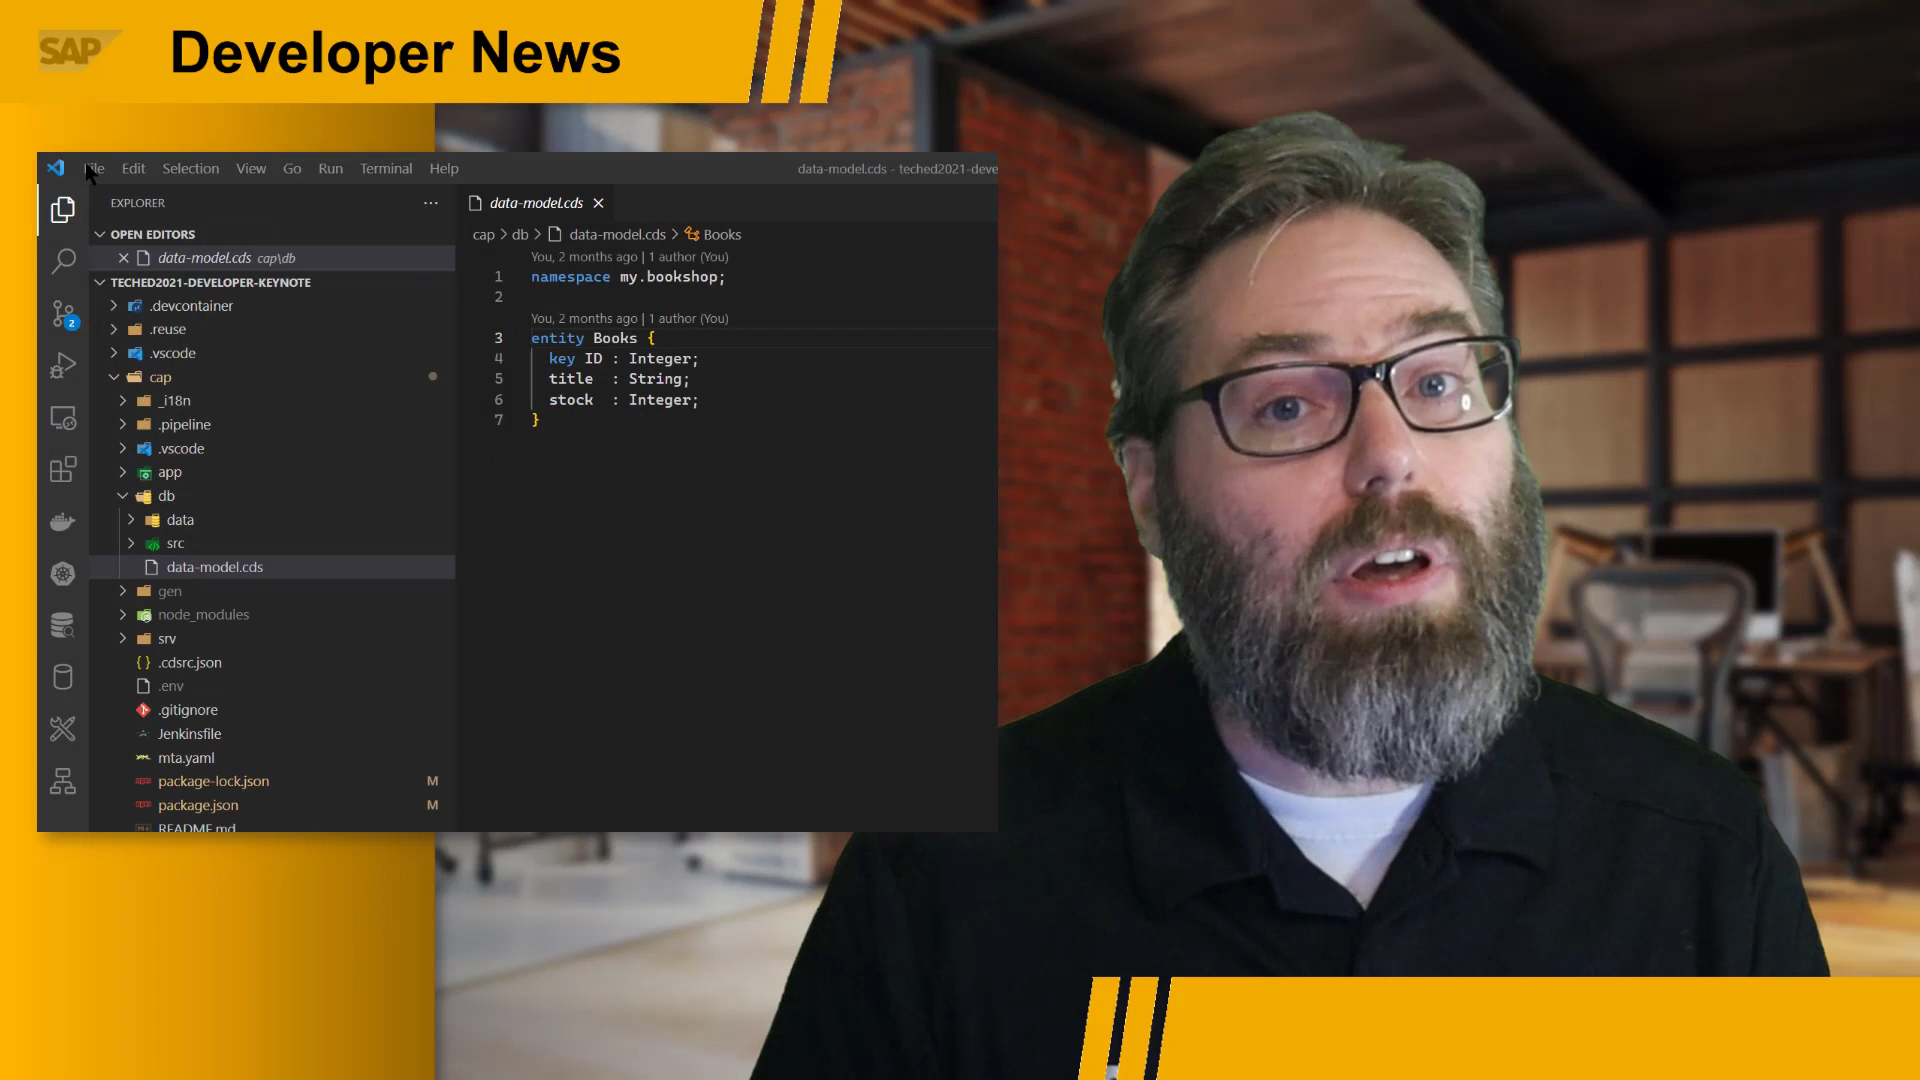 SAP
Developer News
File Edit Selection View Go Run Terminal Help
data-model.cds - teched2021-deve
EXPLORER
OPEN EDITORS
data-model.cds cap\db
TECHED2021-DEVELOPER-KEYNOTE
.devcontainer
.reuse
.vscode
cap
_i18n
.pipeline
.vscode
app
db
data
src
data-model.cds
gen
node_modules
srv
.cdsrc.json
.env
.gitignore
Jenkinsfile
mta.yaml
package-lock.json M
package.json M
README.md
2
data-model.cds
cap > db > data-model.cds > Books
You, 2 months ago | 1 author (You)
1 namespace my.bookshop;
2
You, 2 months ago | 1 author (You)
3 entity Books {
4 key ID : Integer;
5 title : String;
6 stock : Integer;
7 }